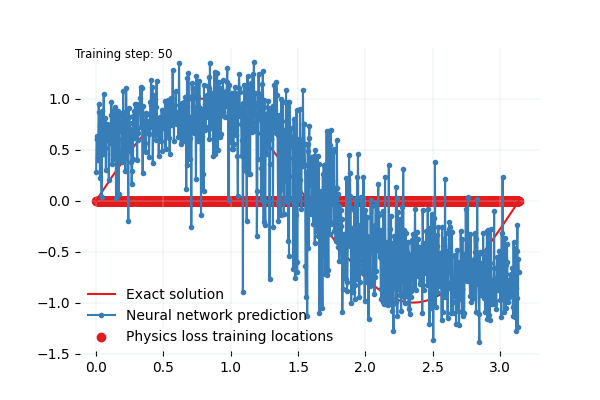 Training step: 50
1.0
0.5
0.0
−0.5
−1.0
−1.5
Exact solution
Neural network prediction
Physics loss training locations
0.0 0.5 1.0 1.5 2.0 2.5 3.0